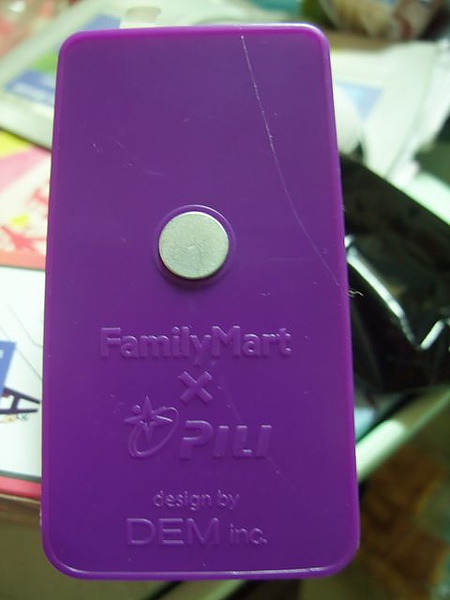 FamilyMart
×
PILI
design by
DEM inc.